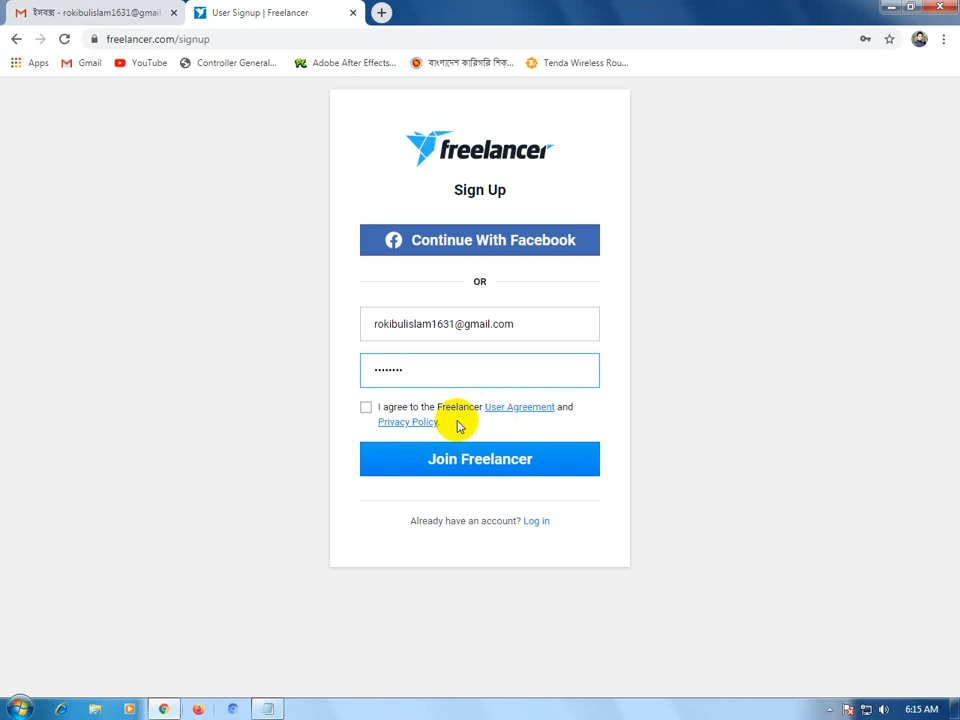 ইনবক্স - rokibulislam1631@gmail
User Signup | Freelancer
freelancer.com/signup
Apps
Gmail
YouTube
Controller General...
Adobe After Effects...
বাংলাদেশ কারিগরি শিক...
Tenda Wireless Rou...
freelancer
Sign Up
Continue With Facebook
OR
rokibulislam1631@gmail.com
••••••••
I agree to the Freelancer User Agreement and
Privacy Policy.
Join Freelancer
Already have an account? Log in
6:15 AM